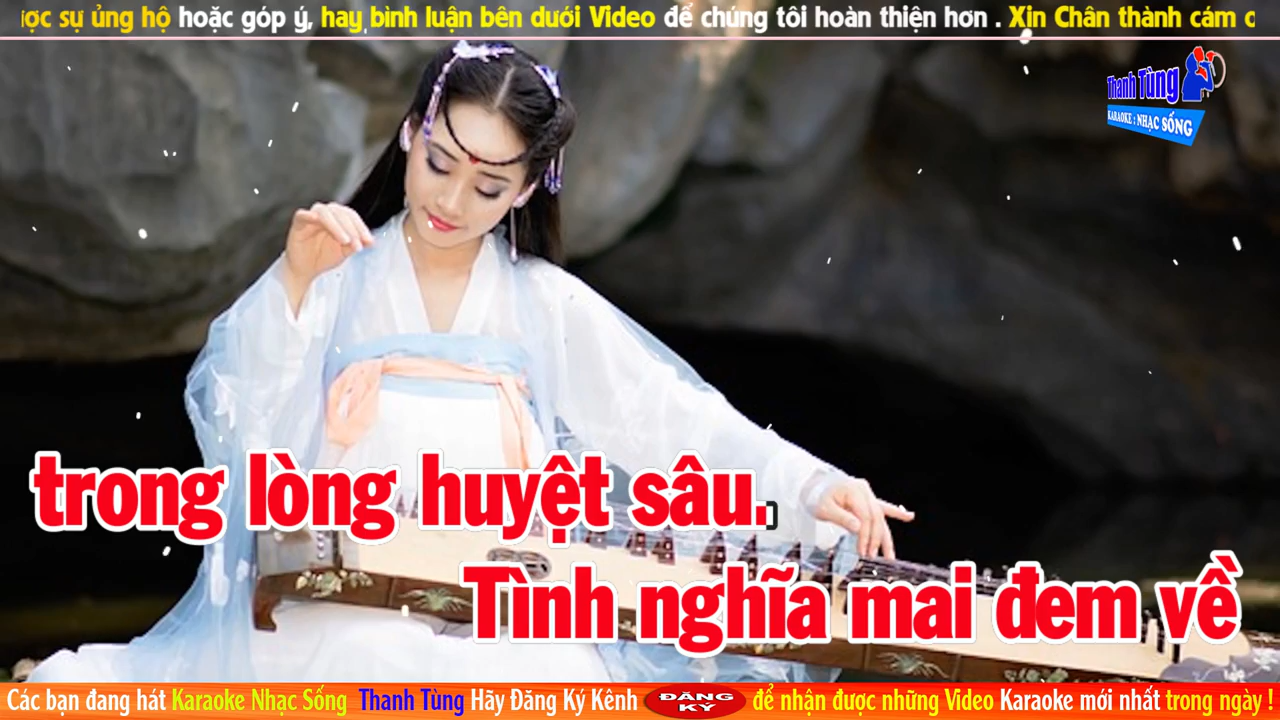 sự ủng hộ hoặc góp ý, hay bình luận bên dưới Video để chúng tôi hoàn thiện hơn . Xin Chân thành cám
Thanh Tùng
KARAOKE : NHẠC SỐNG
trong lòng huyệt sâu.
Tình nghĩa mai đem về
Các bạn đang hát Karaoke Nhạc Sống Thanh Tùng Hãy Đăng Ký Kênh ĐĂNG KÝ để nhận được những Video Karaoke mới nhất trong ngày !